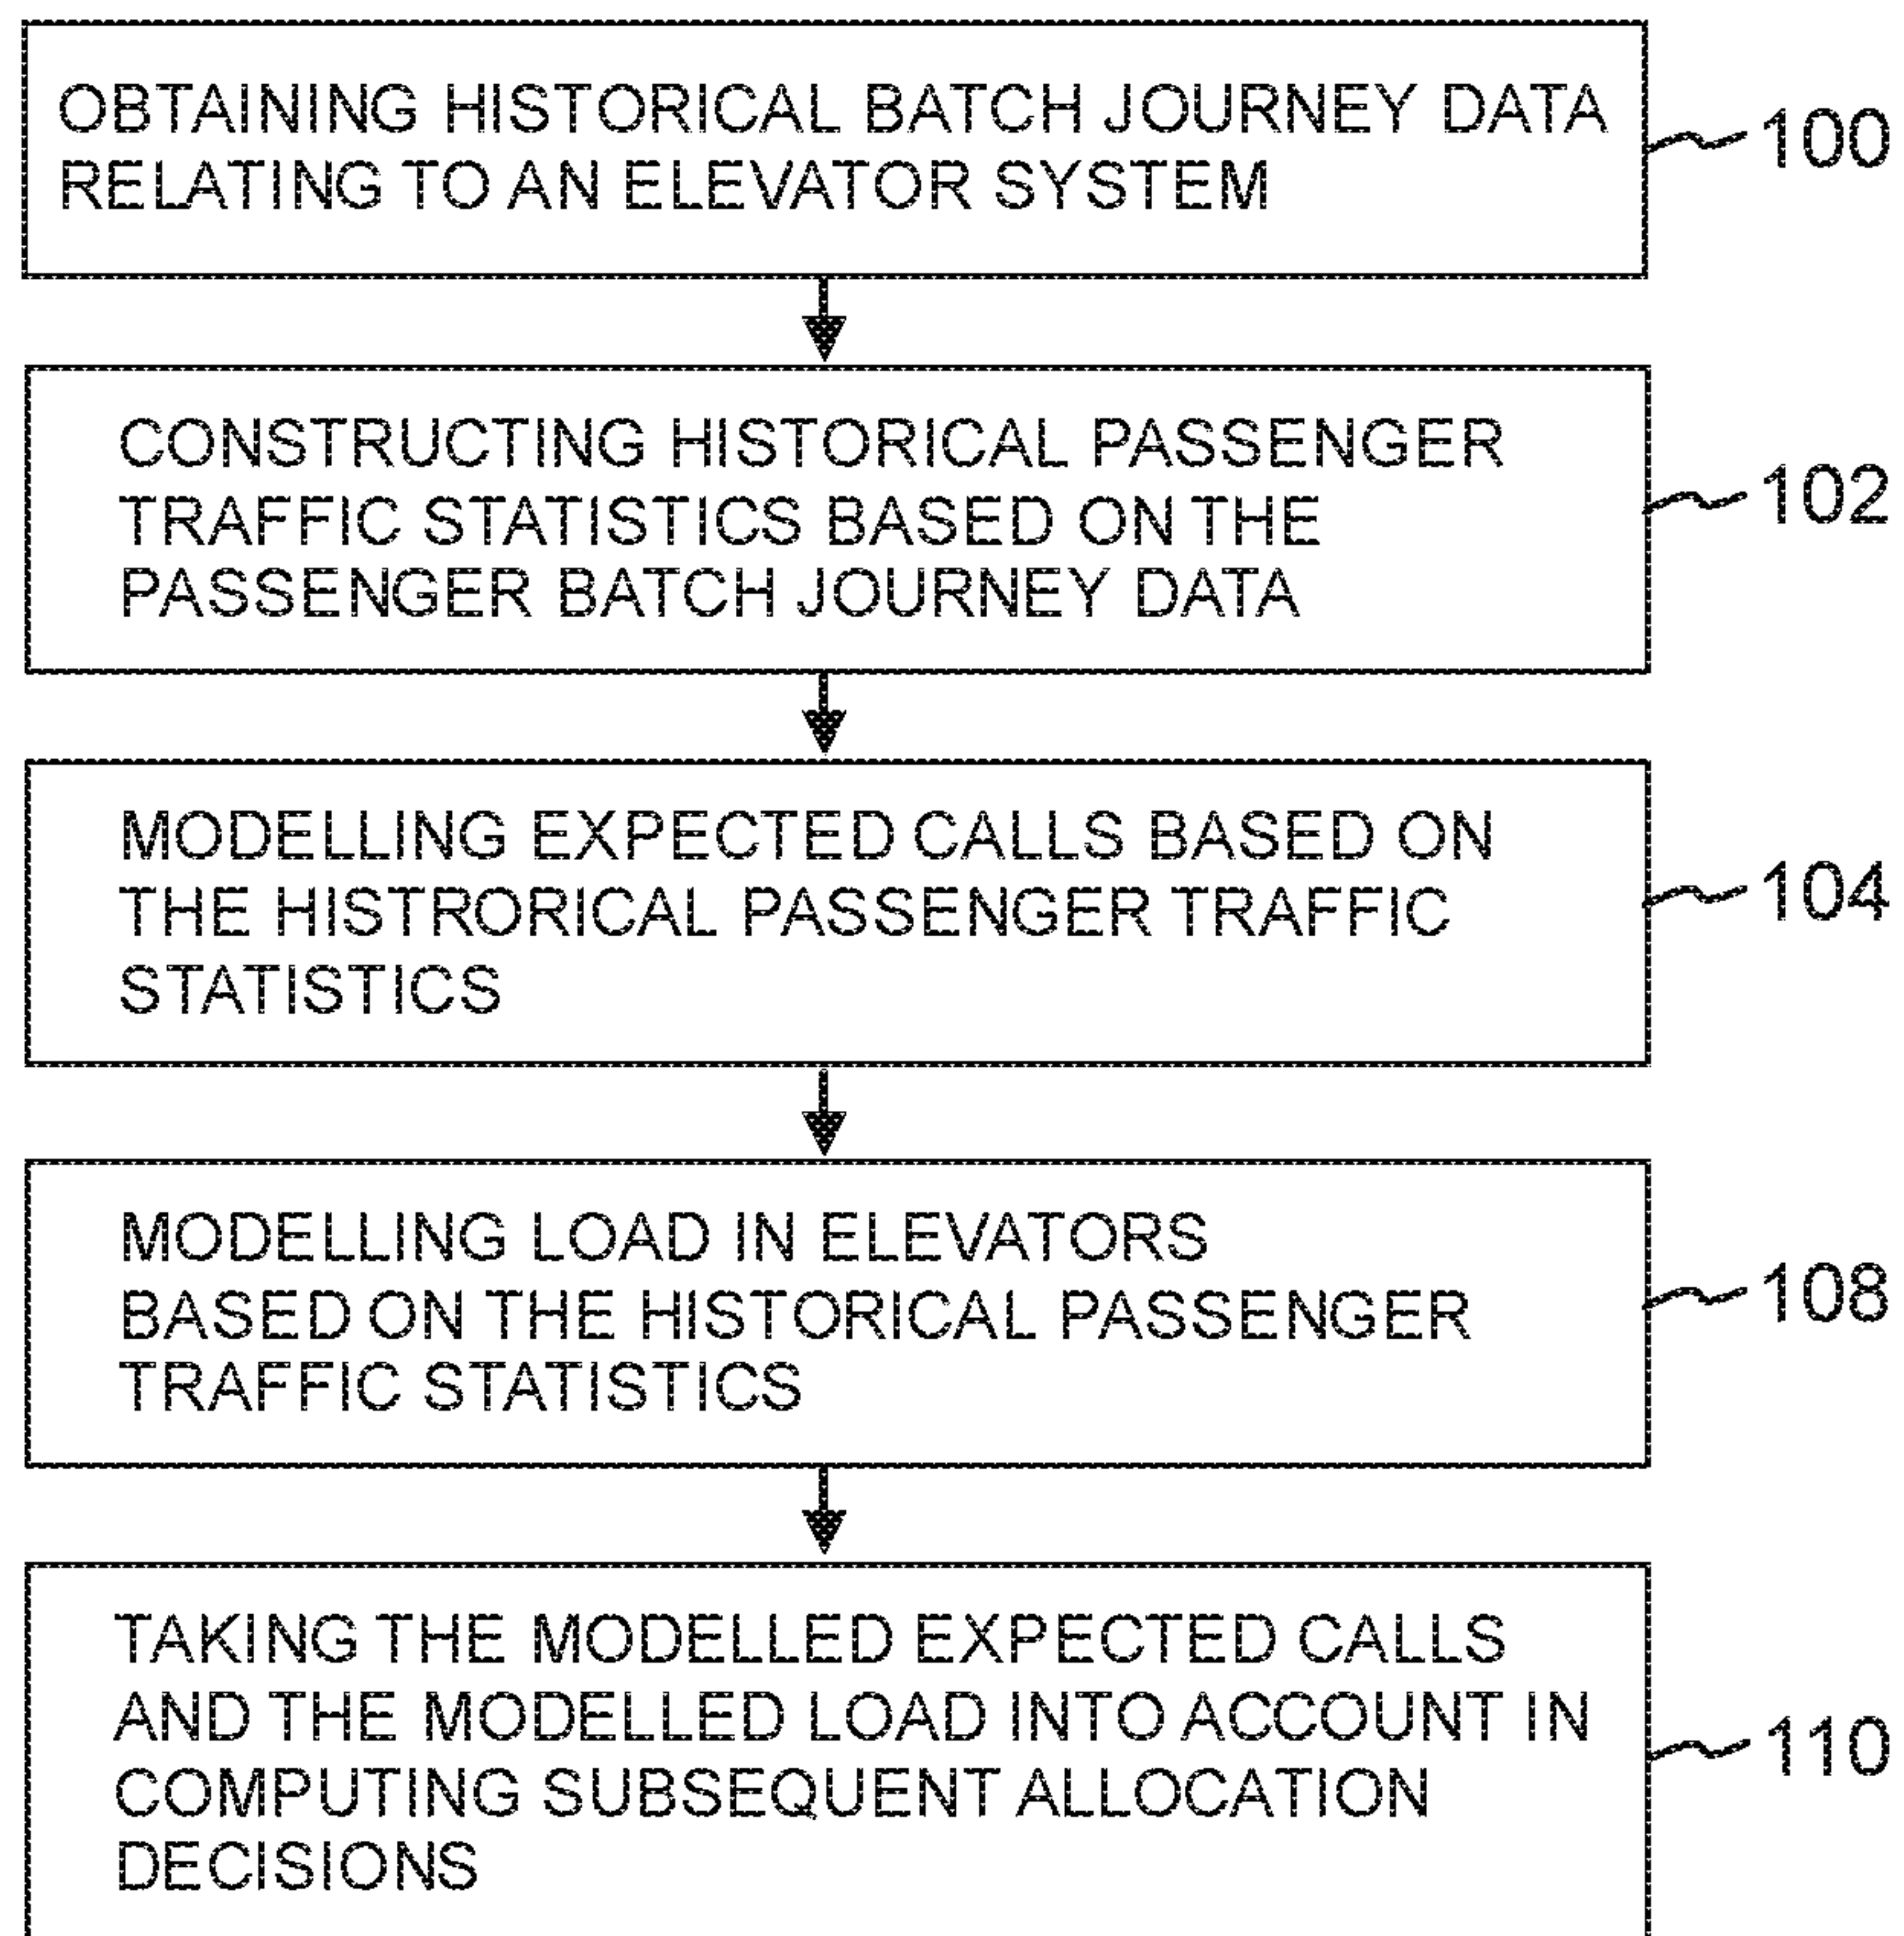 OBTAINING HISTORICAL BATCH JOURNEY DATA
RELATING TO AN ELEVATOR SYSTEM
100
CONSTRUCTING HISTORICAL PASSENGER
TRAFFIC STATISTICS BASED ON THE
PASSENGER BATCH JOURNEY DATA
102
MODELLING EXPECTED CALLS BASED ON
THE HISTRORICAL PASSENGER TRAFFIC
STATISTICS
104
MODELLING LOAD IN ELEVATORS
BASED ON THE HISTORICAL PASSENGER
TRAFFIC STATISTICS
108
TAKING THE MODELLED EXPECTED CALLS
AND THE MODELLED LOAD INTO ACCOUNT IN
COMPUTING SUBSEQUENT ALLOCATION
DECISIONS
110